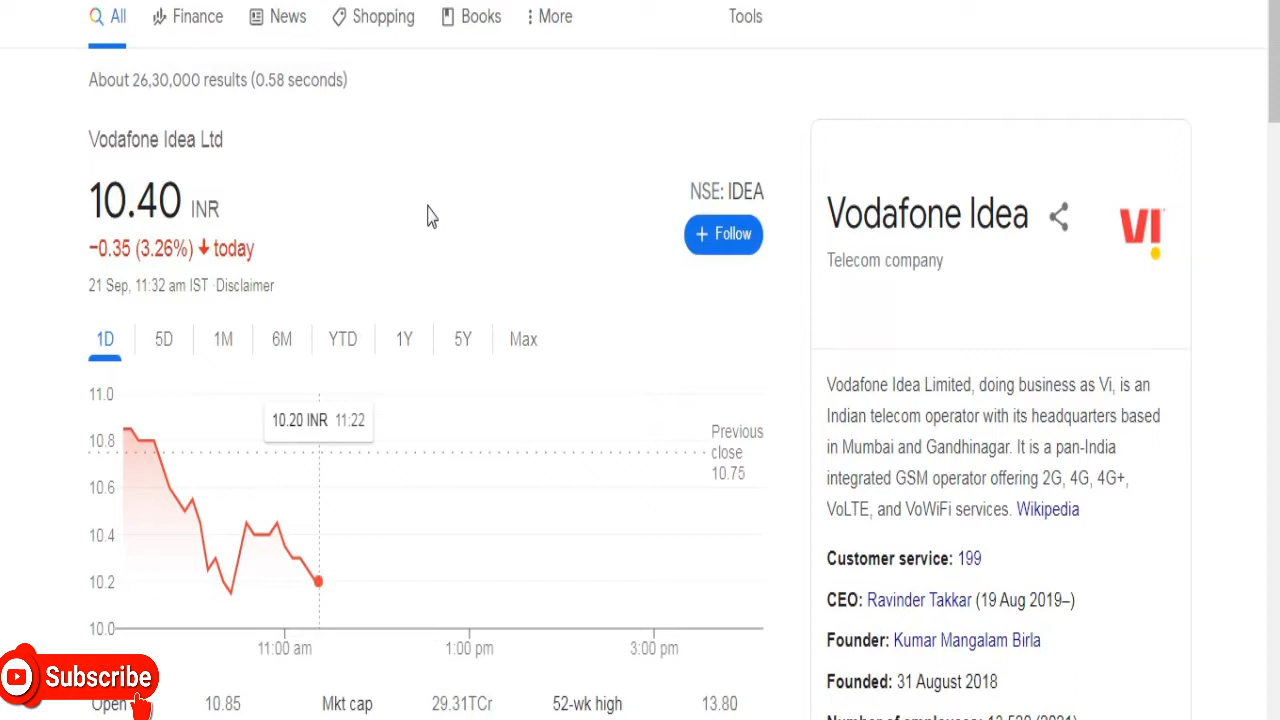 All Finance News Shopping Books More Tools
About 26,30,000 results (0.58 seconds)
Vodafone Idea Ltd
10.40 INR
NSE: IDEA
+ Follow
−0.35 (3.26%) ↓ today
21 Sep, 11:32 am IST · Disclaimer
1D 5D 1M 6M YTD 1Y 5Y Max
11.0
10.8
10.6
10.4
10.2
10.0
10.20 INR 11:22
Previous
close
10.75
11:00 am 1:00 pm 3:00 pm
Open 10.85 Mkt cap 29.31TCr 52-wk high 13.80
Subscribe
Vodafone Idea
VI
Telecom company
Vodafone Idea Limited, doing business as Vi, is an
Indian telecom operator with its headquarters based
in Mumbai and Gandhinagar. It is a pan-India
integrated GSM operator offering 2G, 4G, 4G+,
VoLTE, and VoWiFi services. Wikipedia
Customer service: 199
CEO: Ravinder Takkar (19 Aug 2019–)
Founder: Kumar Mangalam Birla
Founded: 31 August 2018
Number of employees: 13,520 (2021)